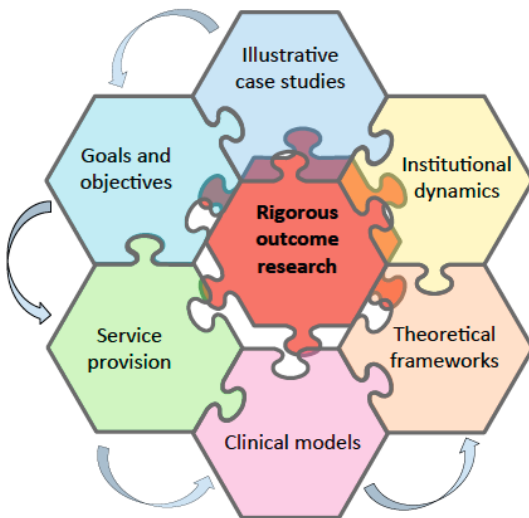 Illustrative
case studies
Goals and
objectives
Institutional
dynamics
Rigorous
outcome
research
Service
provision
Theoretical
frameworks
Clinical models